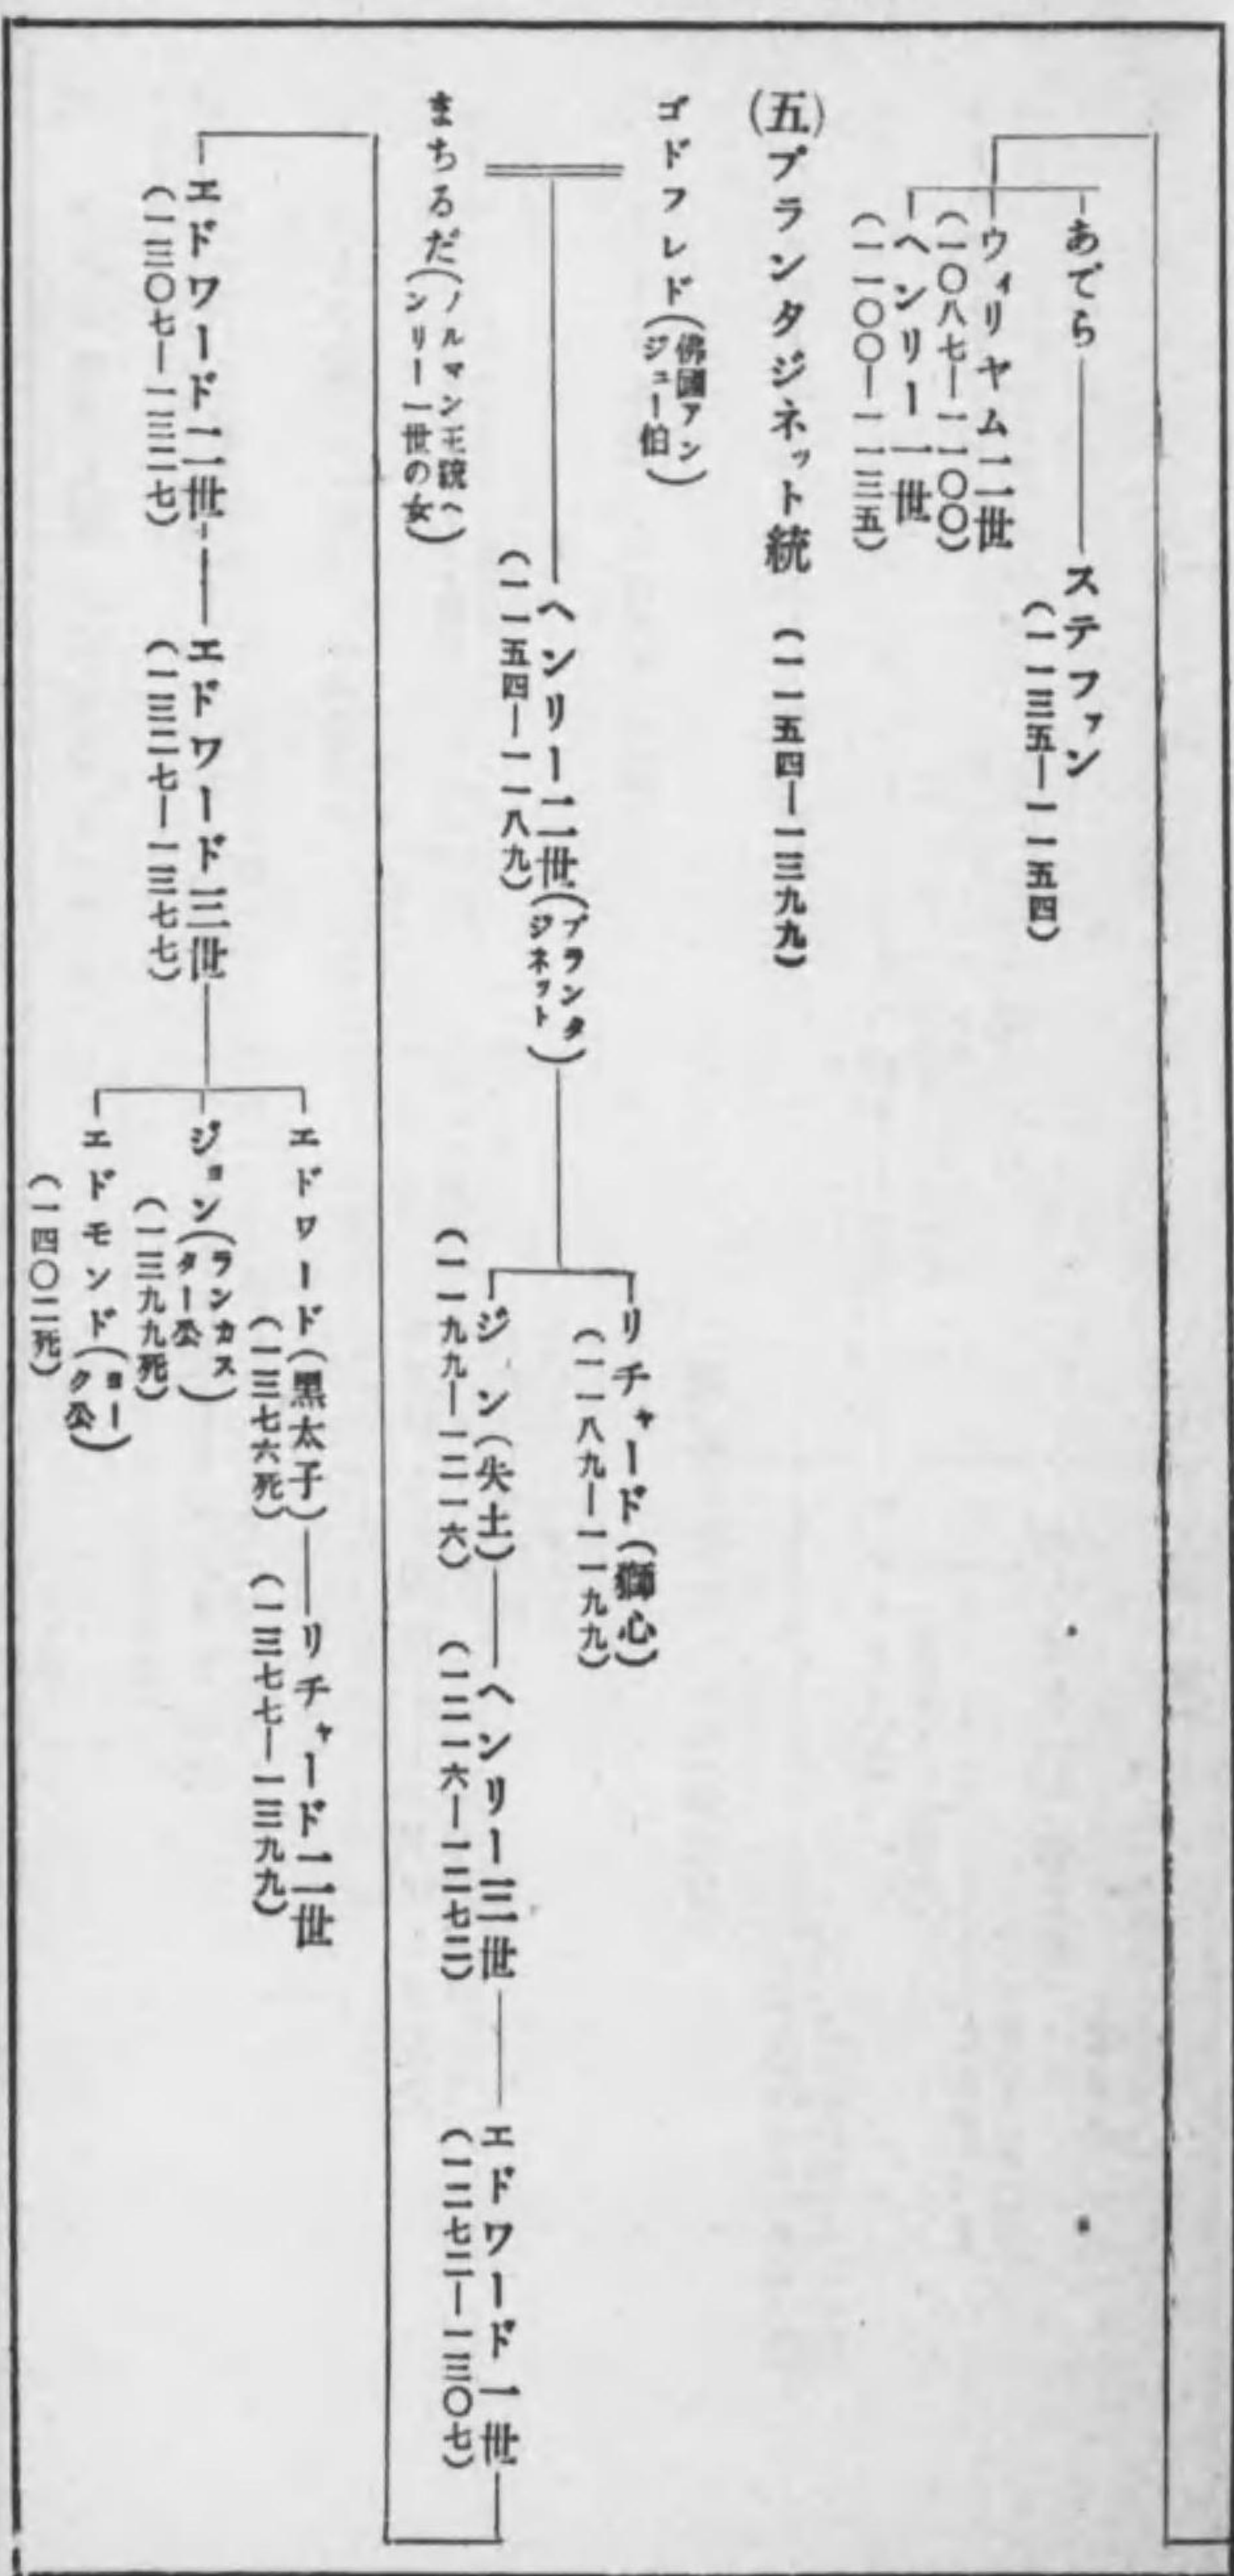 あでら
ステファン
(一一三五—一一五四)
ウィリヤム二世
(一〇八七—一一〇〇)
ヘンリー一世
(一一〇〇—一一三五)
(五)プランタジネット統 (一一五四—一三九九)
ゴドフレド(佛國アンジュー伯)
ヘンリー二世(プランタジネット)
(一一五四—一一八九)
まちるだ(ノルマン王統ヘンリー一世の女)
リチャード(獅心)
(一一八九—一一九九)
ジョン(失土)
(一一九九—一二一六)
ヘンリー三世
(一二一六—一二七二)
エドワード一世
(一二七二—一三〇七)
エドワード二世
(一三〇七—一三二七)
エドワード三世
(一三二七—一三七七)
エドワード(黑太子)
(一三七六死)
リチャード二世
(一三七七—一三九九)
ジョン(ランカスター公)
(一三九九死)
エドモンド(ヨーク公)
(一四〇二死)